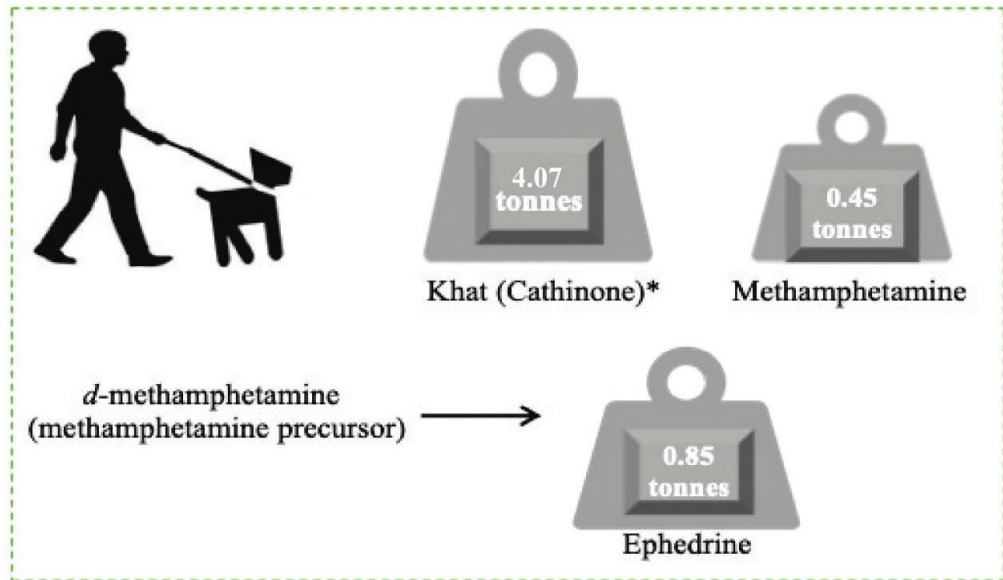 4.07
tonnes
0.45
tonnes
Khat (Cathinone)*
Methamphetamine
d-methamphetamine
(methamphetamine precursor)
0.85
tonnes
Ephedrine